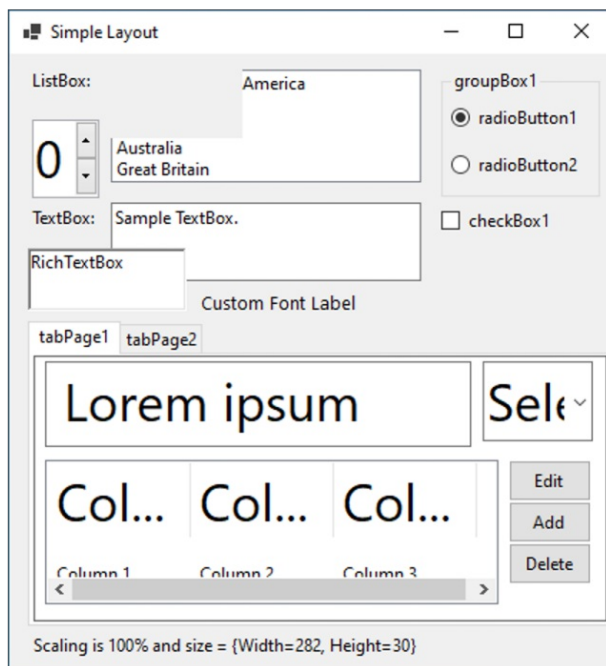 Simple Layout
ListBox:
America
groupBox1
radioButton1
0
Australia
Great Britain
radioButton2
TextBox:
Sample TextBox.
checkBox1
RichTextBox
Custom Font Label
tabPage1
tabPage2
Lorem ipsum
Sele
Col...
Col...
Col...
Edit
Add
Column 1
Column 2
Column 3
Delete
Scaling is 100% and size = {Width=282, Height=30}